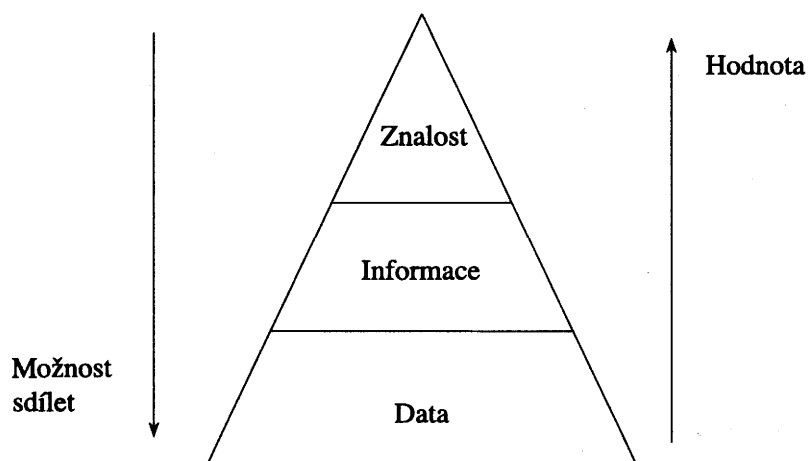 Hodnota
Znalost
Informace
Možnost
sdílet
Data